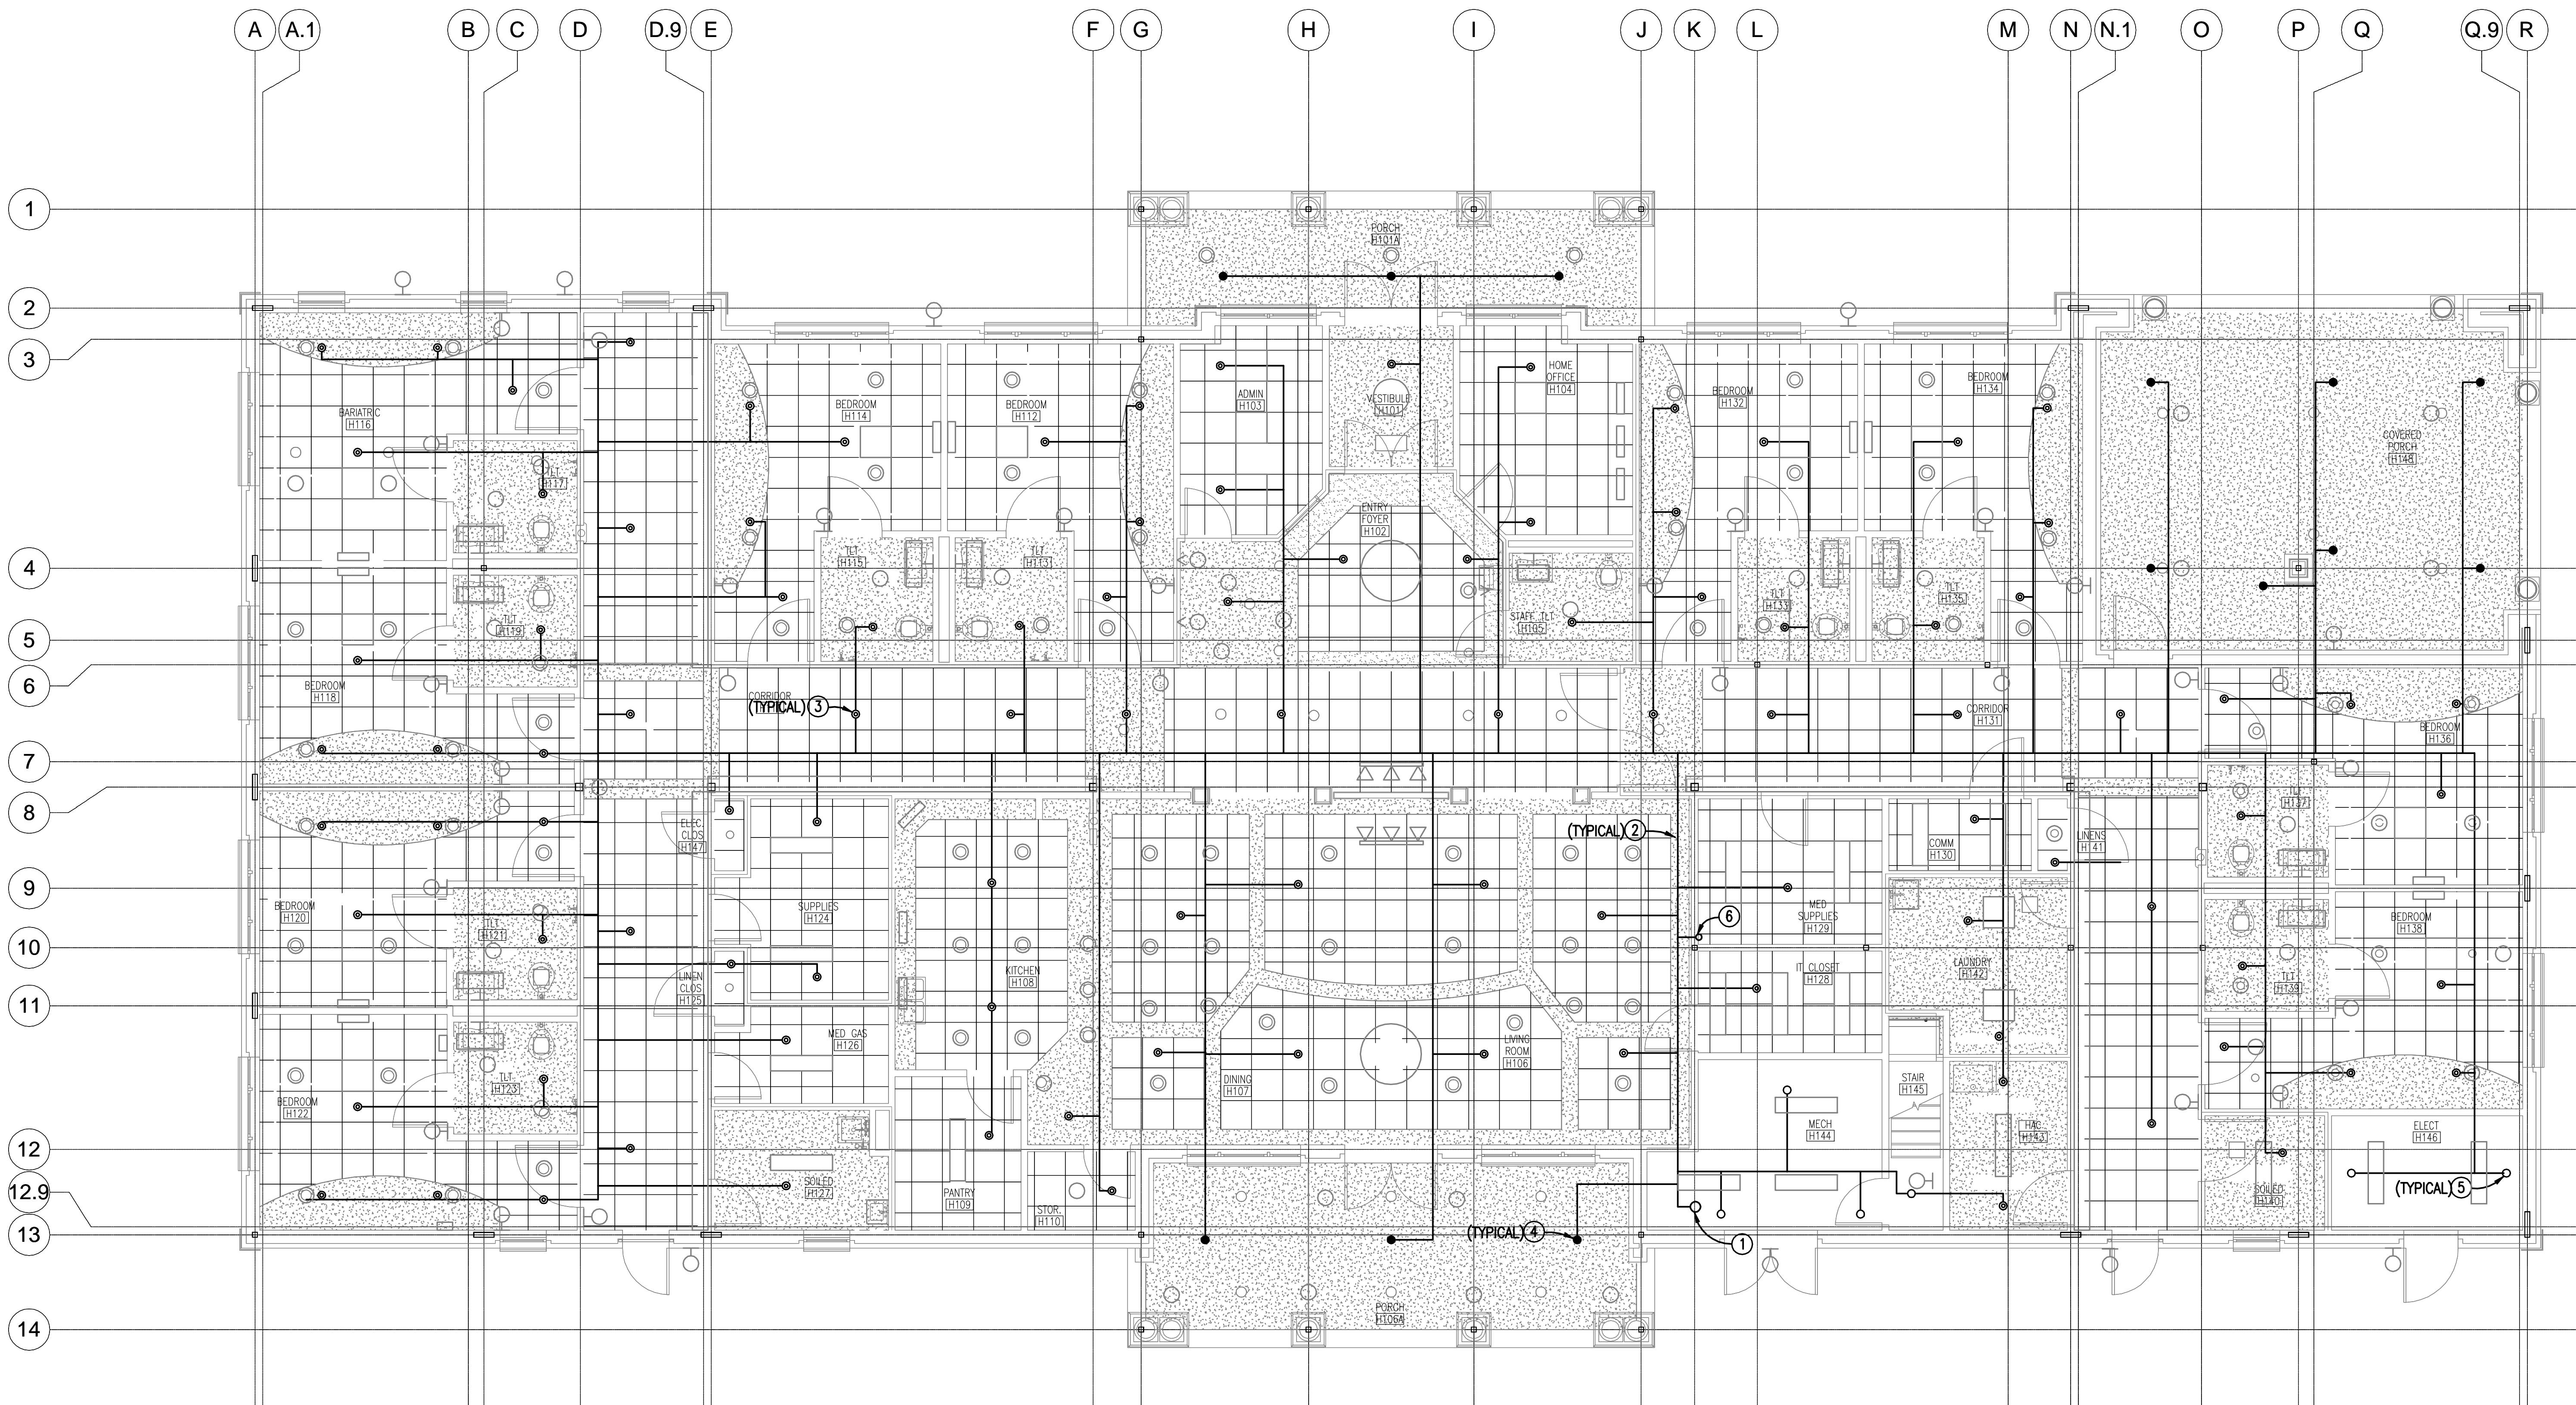 A A.1 B C D D.9 E F G H I J K L M N N.1 O P Q Q.9 R
1
PORCH
H101A
2
3
HOME
OFFICE
H104
ADMIN
H103
BEDROOM
H132
BEDROOM
H134
BARIATRIC
H116
BEDROOM
H114
BEDROOM
H112
VESTIBULE
H101
COVERED
PORCH
H148
TLT
H117
ENTRY
FOYER
H102
4
TLT
H115
TLT
H113
TLT
H133
TLT
H135
TLT
H119
STAFF TLT
H105
5
6
BEDROOM
H118
CORRIDOR
(TYPICAL) 3
CORRIDOR
H131
BEDROOM
H136
7
8
TLT
H137
ELEC
CLOS
H147
(TYPICAL) 2
COMM
H130
LINENS
H141
9
BEDROOM
H120
SUPPLIES
H124
6
MED
SUPPLIES
H129
BEDROOM
H138
TLT
H121
10
LINEN
CLOS
H125
KITCHEN
H108
IT CLOSET
H128
LAUNDRY
H142
TLT
H139
11
MED GAS
H126
LIVING
ROOM
H106
DINING
H107
STAIR
H145
TLT
H123
BEDROOM
H122
MECH
H144
HAC
H143
ELECT
H146
12
12.9
SOILED
H127
PANTRY
H109
STOR.
H110
SOILED
H140
(TYPICAL) 5
13
(TYPICAL) 4
1
PORCH
H106A
14